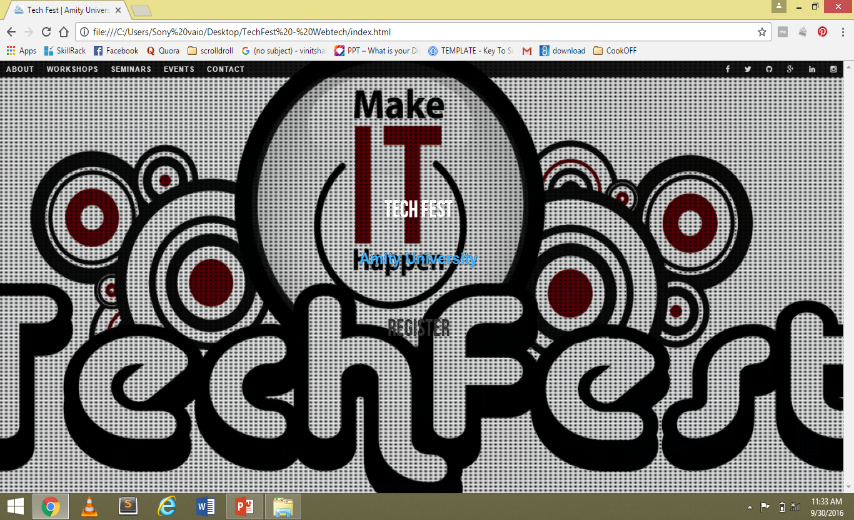 Tech Fest | Amity Univers
file:///C:/Users/Sony%20vaio/Desktop/TechFest%20-%20Webtech/index.html
Apps SkillRack Facebook Quora scrolldroll (no subject) - vinitsha PPT – What is your De TEMPLATE - Key To S download CookOFF
ABOUT WORKSHOPS SEMINARS EVENTS CONTACT
Make
IT
TECH FEST
Happen
Amity University
REGISTER
TechFest
11:33 AM
9/30/2016